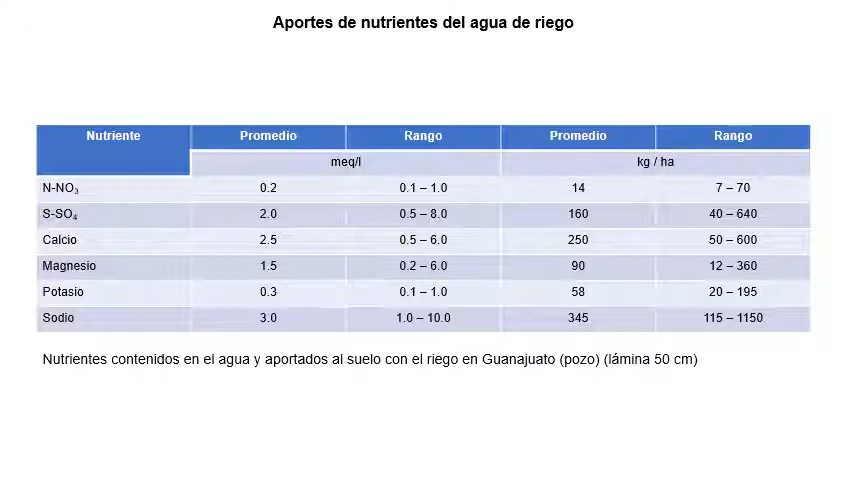 Aportes de nutrientes del agua de riego
Nutriente Promedio Rango Promedio Rango
meq/l kg / ha
N-NO₃ 0.2 0.1 – 1.0 14 7 – 70
S-SO₄ 2.0 0.5 – 8.0 160 40 – 640
Calcio 2.5 0.5 – 6.0 250 50 – 600
Magnesio 1.5 0.2 – 6.0 90 12 – 360
Potasio 0.3 0.1 – 1.0 58 20 – 195
Sodio 3.0 1.0 – 10.0 345 115 – 1150
Nutrientes contenidos en el agua y aportados al suelo con el riego en Guanajuato (pozo) (lámina 50 cm)